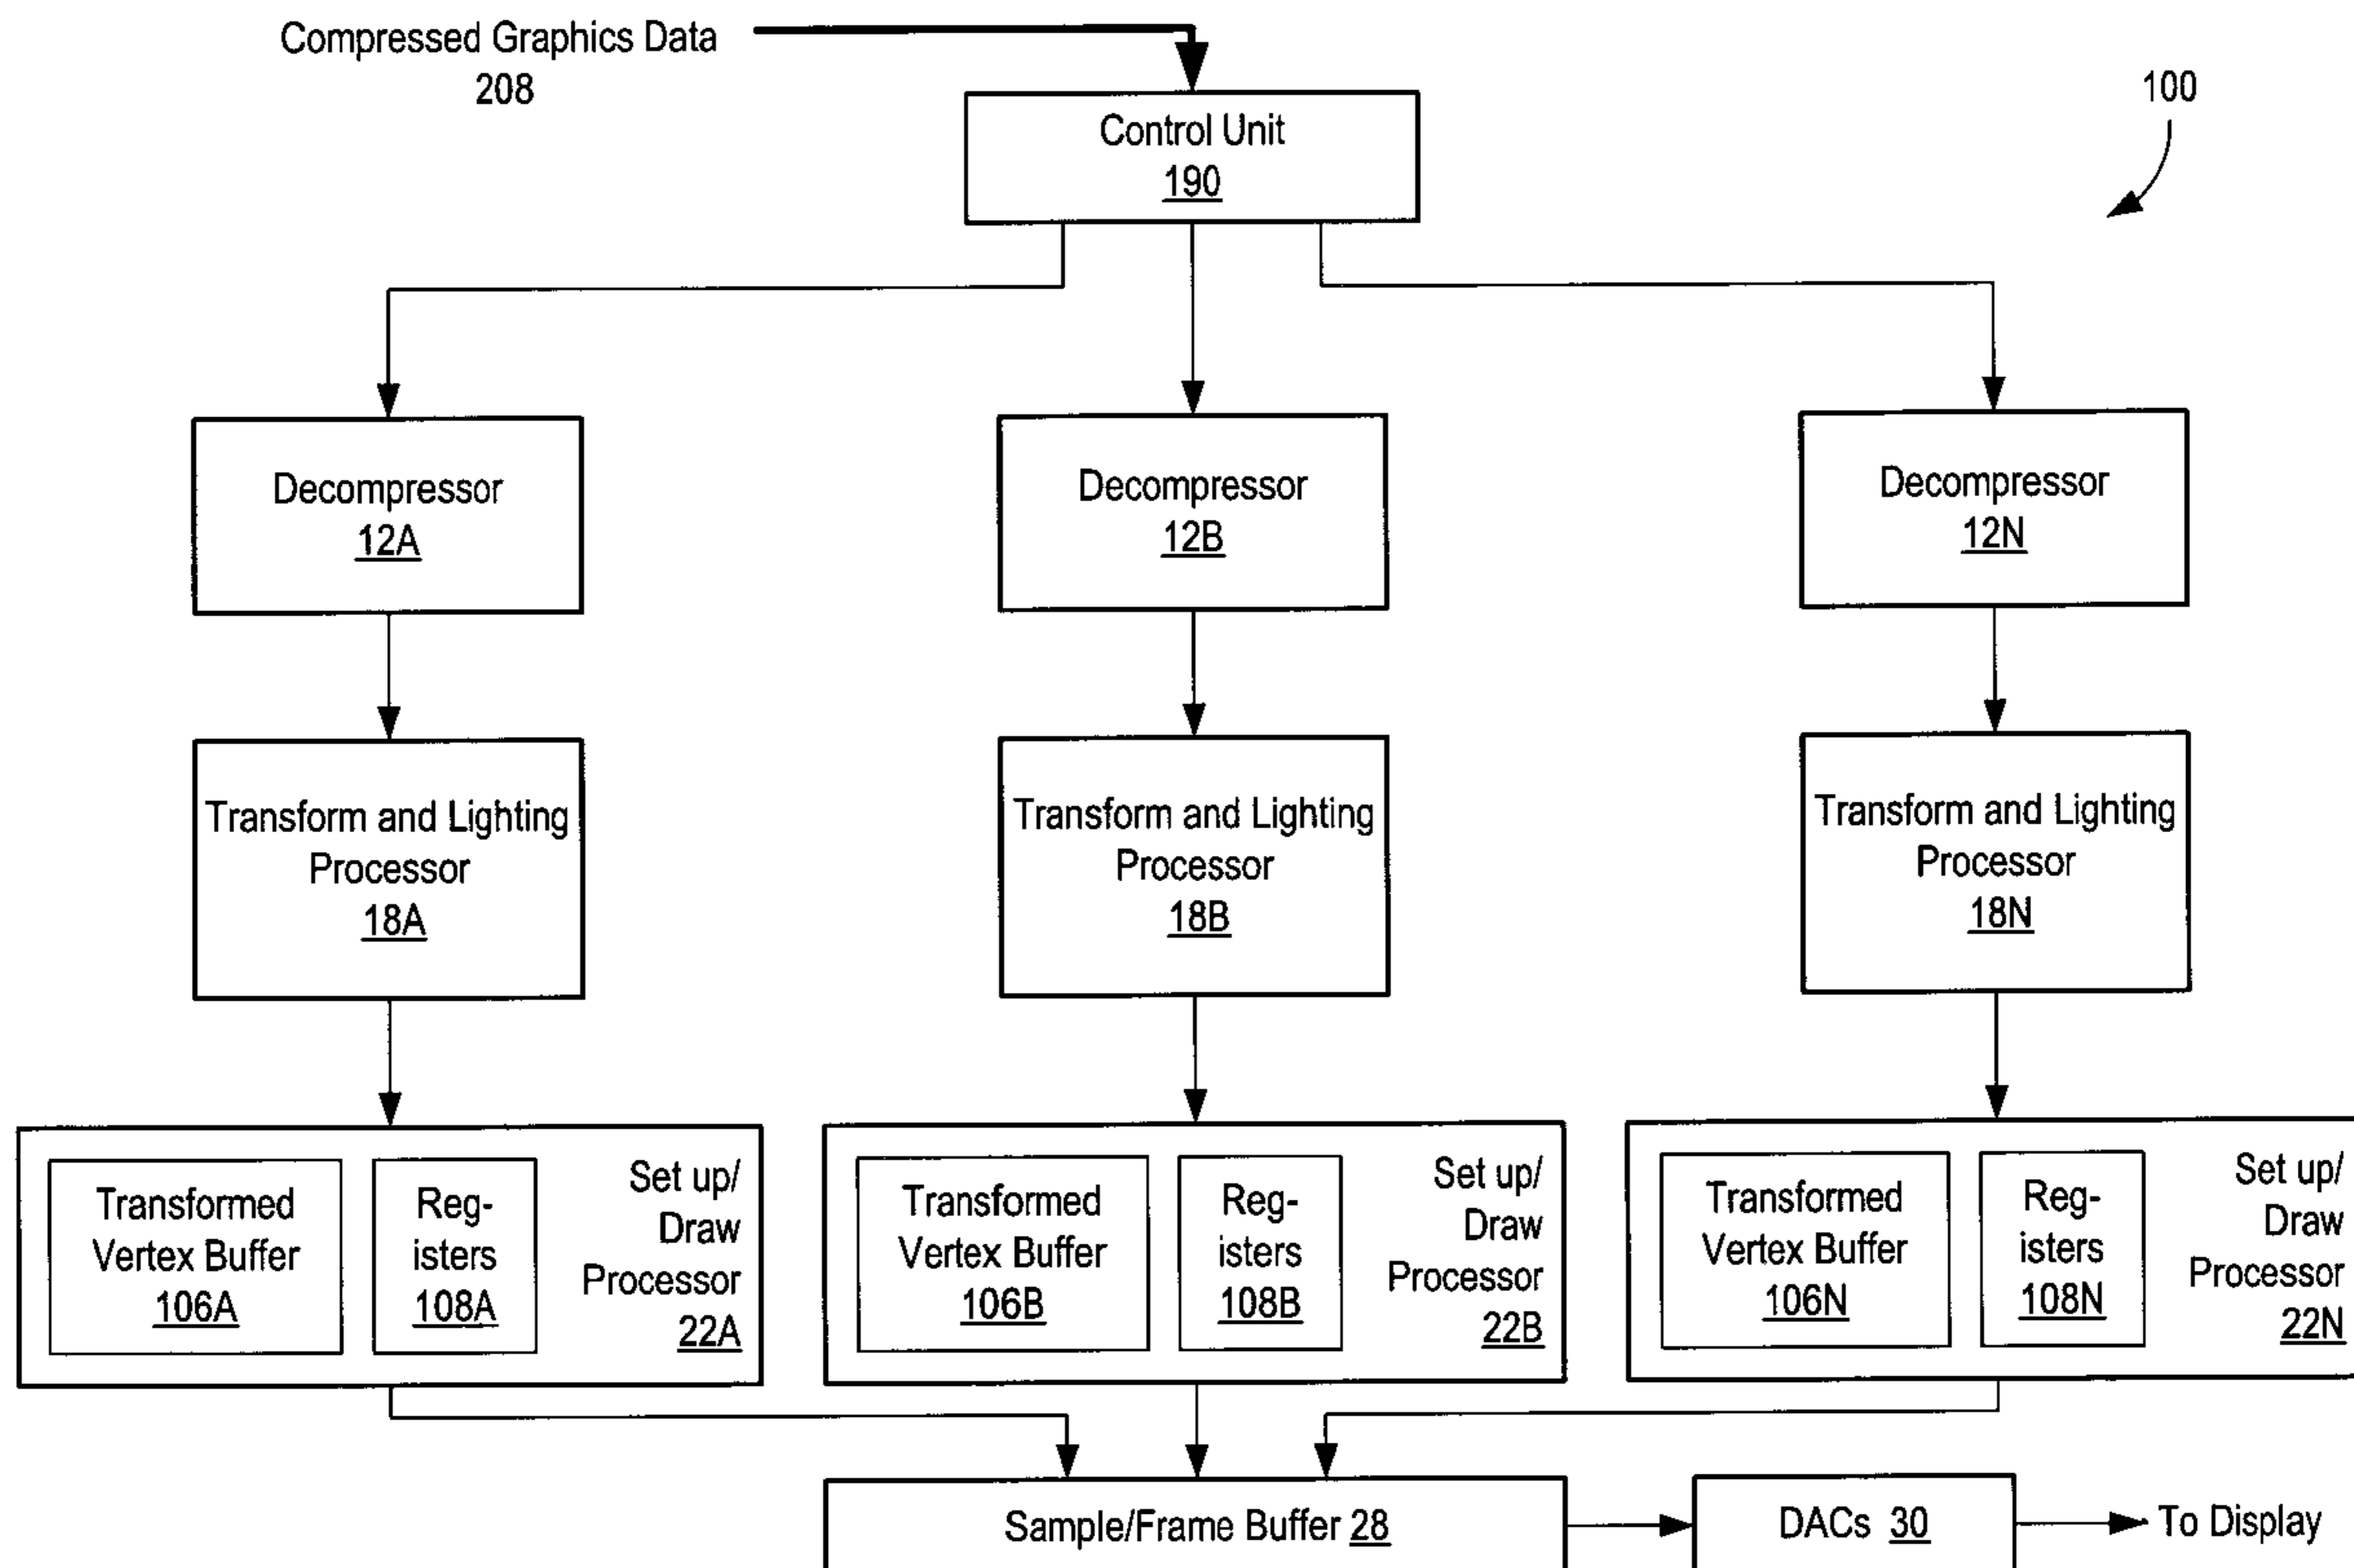 Compressed Graphics Data
208
100
Control Unit
190
Decompressor
12A
Decompressor
12B
Decompressor
12N
Transform and Lighting
Processor
18A
Transform and Lighting
Processor
18B
Transform and Lighting
Processor
18N
Transformed
Vertex Buffer
106A
Reg-
isters
108A
Set up/
Draw
Processor
22A
Transformed
Vertex Buffer
106B
Reg-
isters
108B
Set up/
Draw
Processor
22B
Transformed
Vertex Buffer
106N
Reg-
isters
108N
Set up/
Draw
Processor
22N
Sample/Frame Buffer 28
DACs 30
To Display